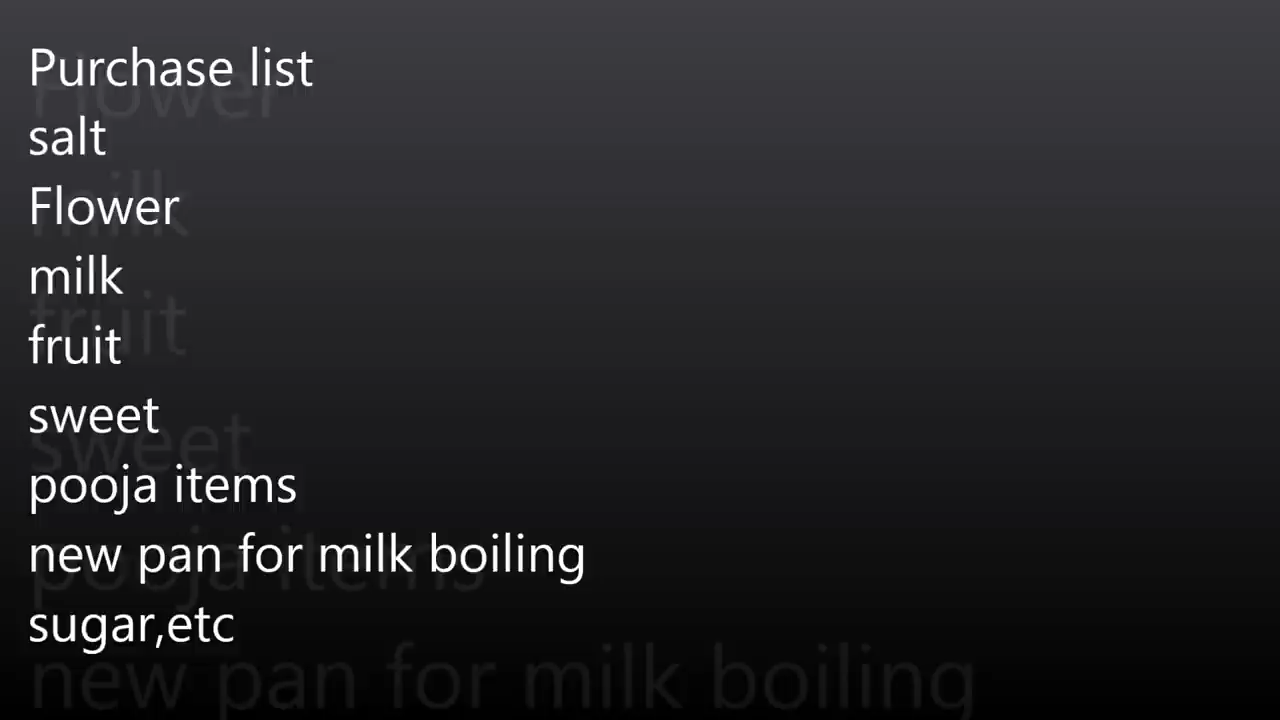 Purchase list
salt
Flower
milk
fruit
sweet
pooja items
new pan for milk boiling
sugar,etc